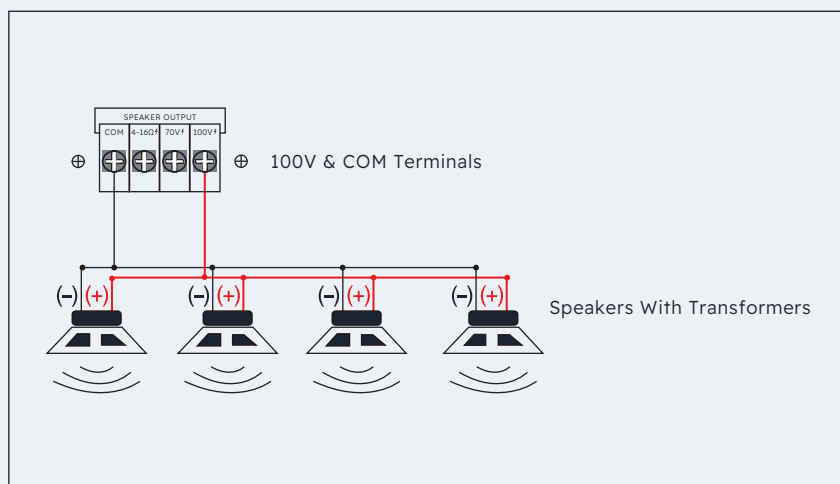 SPEAKER OUTPUT
COM 4-16Ω⚡ 70V⚡ 100V⚡
100V & COM Terminals
(-) (+) (-) (+) (-) (+) (-) (+)
Speakers With Transformers